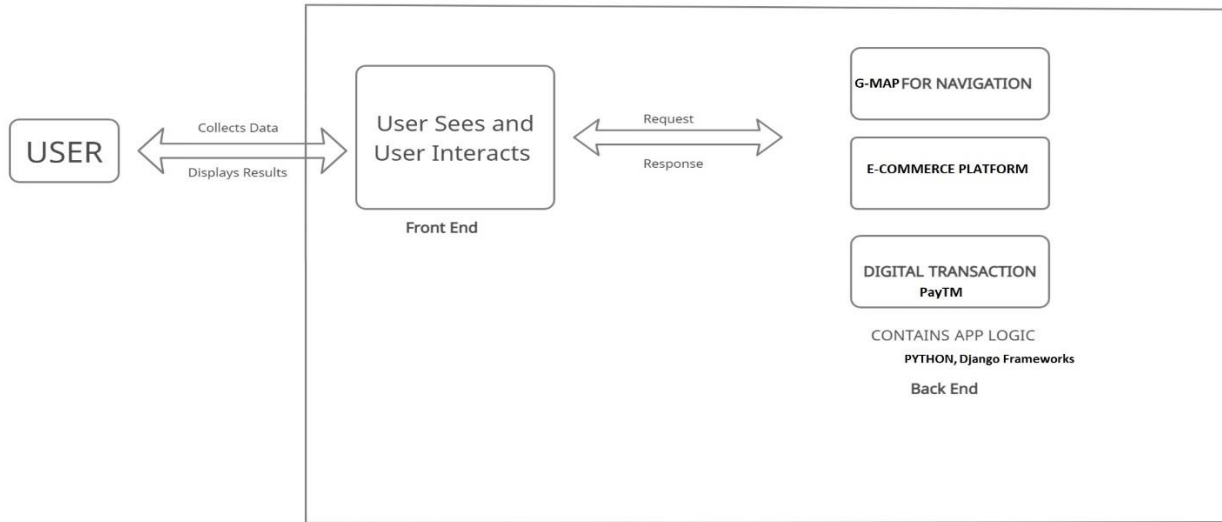 USER
Collects Data
Displays Results
User Sees and
User Interacts
Front End
Request
Response
G-MAP FOR NAVIGATION
E-COMMERCE PLATFORM
DIGITAL TRANSACTION
PayTM
CONTAINS APP LOGIC
PYTHON, Django Frameworks
Back End